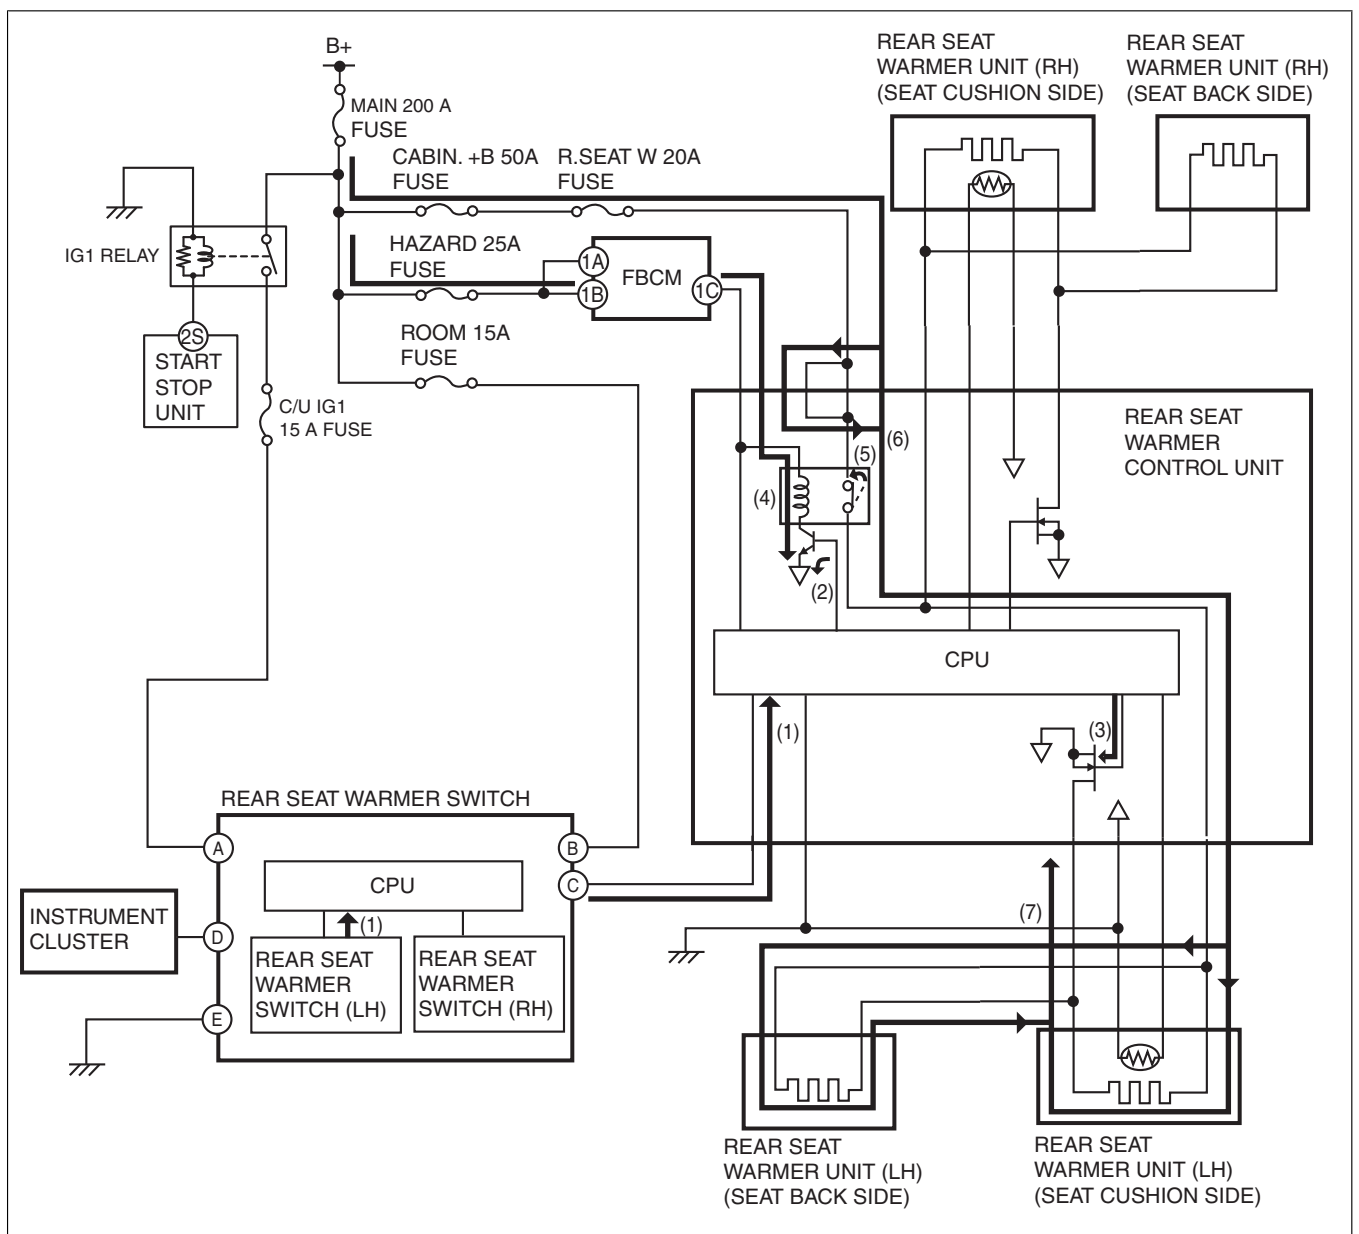 B+
MAIN 200 A
FUSE
CABIN. +B 50A
FUSE
R.SEAT W 20A
FUSE
REAR SEAT
WARMER UNIT (RH)
(SEAT CUSHION SIDE)
REAR SEAT
WARMER UNIT (RH)
(SEAT BACK SIDE)
IG1 RELAY
HAZARD 25A
FUSE
1A
1B
FBCM
1C
2S
START
STOP
UNIT
ROOM 15A
FUSE
C/U IG1
15 A FUSE
REAR SEAT
WARMER
CONTROL UNIT
(6)
(5)
(4)
(2)
CPU
(1)
(3)
REAR SEAT WARMER SWITCH
A
B
C
D
E
CPU
(1)
INSTRUMENT
CLUSTER
REAR SEAT
WARMER
SWITCH (LH)
REAR SEAT
WARMER
SWITCH (RH)
(7)
REAR SEAT
WARMER UNIT (LH)
(SEAT BACK SIDE)
REAR SEAT
WARMER UNIT (LH)
(SEAT CUSHION SIDE)